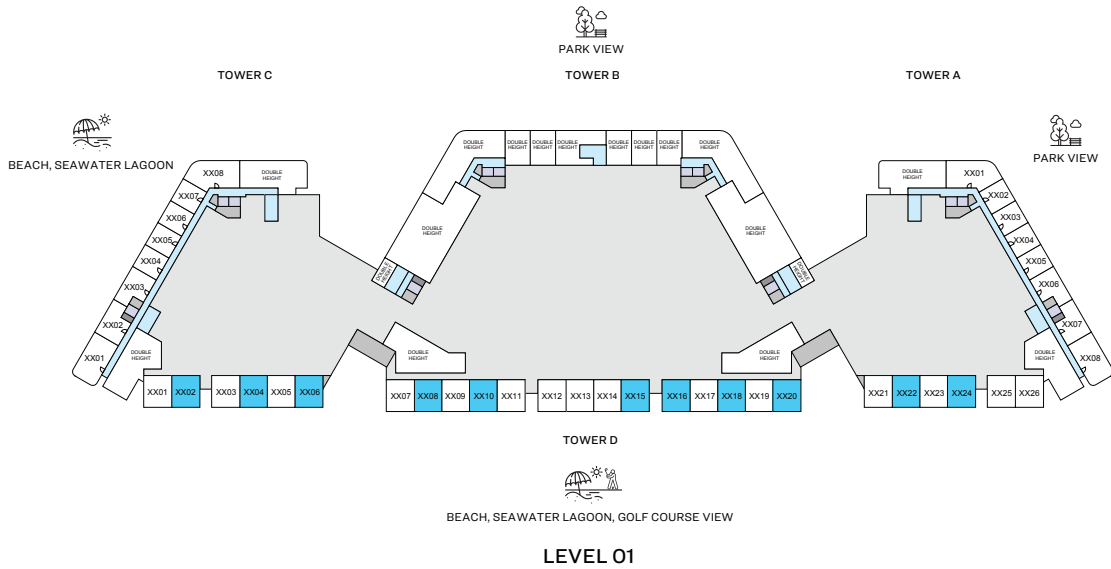 PARK VIEW
TOWER C
TOWER B
TOWER A
BEACH, SEAWATER LAGOON
PARK VIEW
DOUBLE
HEIGHT
DOUBLE
HEIGHT
DOUBLE
HEIGHT
DOUBLE
HEIGHT
DOUBLE
HEIGHT
DOUBLE
HEIGHT
DOUBLE
HEIGHT
DOUBLE
HEIGHT
XX08
DOUBLE
HEIGHT
XX07
XX06
XX05
XX04
XX03
XX02
XX01
DOUBLE
HEIGHT
DOUBLE
HEIGHT
DOUBLE
HEIGHT
DOUBLE
HEIGHT
DOUBLE
HEIGHT
DOUBLE
HEIGHT
XX01
XX02
XX03
XX04
XX05
XX06
XX07
XX08
DOUBLE
HEIGHT
DOUBLE
HEIGHT
DOUBLE
HEIGHT
DOUBLE
HEIGHT
XX01 XX02 XX03 XX04 XX05 XX06 XX07 XX08 XX09 XX10 XX11 XX12 XX13 XX14 XX15 XX16 XX17 XX18 XX19 XX20 XX21 XX22 XX23 XX24 XX25 XX26
TOWER D
BEACH, SEAWATER LAGOON, GOLF COURSE VIEW
LEVEL 01